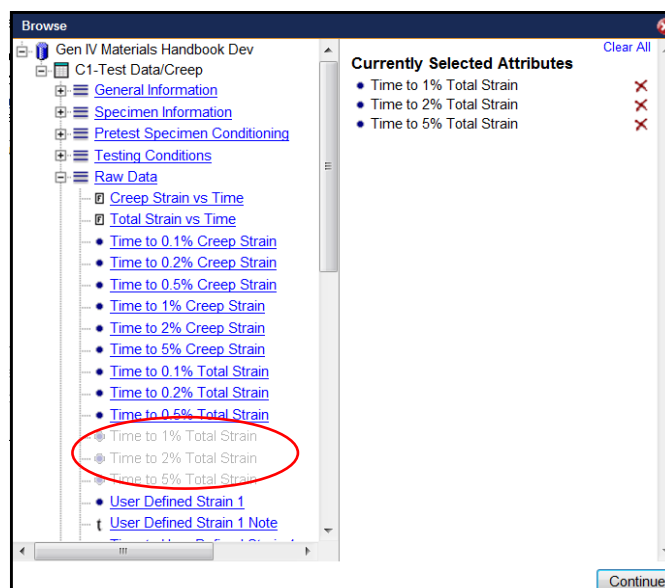 Browse
Gen IV Materials Handbook Dev
C1-Test Data/Creep
General Information
Specimen Information
Pretest Specimen Conditioning
Testing Conditions
Raw Data
Creep Strain vs Time
Total Strain vs Time
Time to 0.1% Creep Strain
Time to 0.2% Creep Strain
Time to 0.5% Creep Strain
Time to 1% Creep Strain
Time to 2% Creep Strain
Time to 5% Creep Strain
Time to 0.1% Total Strain
Time to 0.2% Total Strain
Time to 0.5% Total Strain
Time to 1% Total Strain
Time to 2% Total Strain
Time to 5% Total Strain
User Defined Strain 1
t User Defined Strain 1 Note
Clear All
Currently Selected Attributes
Time to 1% Total Strain
Time to 2% Total Strain
Time to 5% Total Strain
Continue